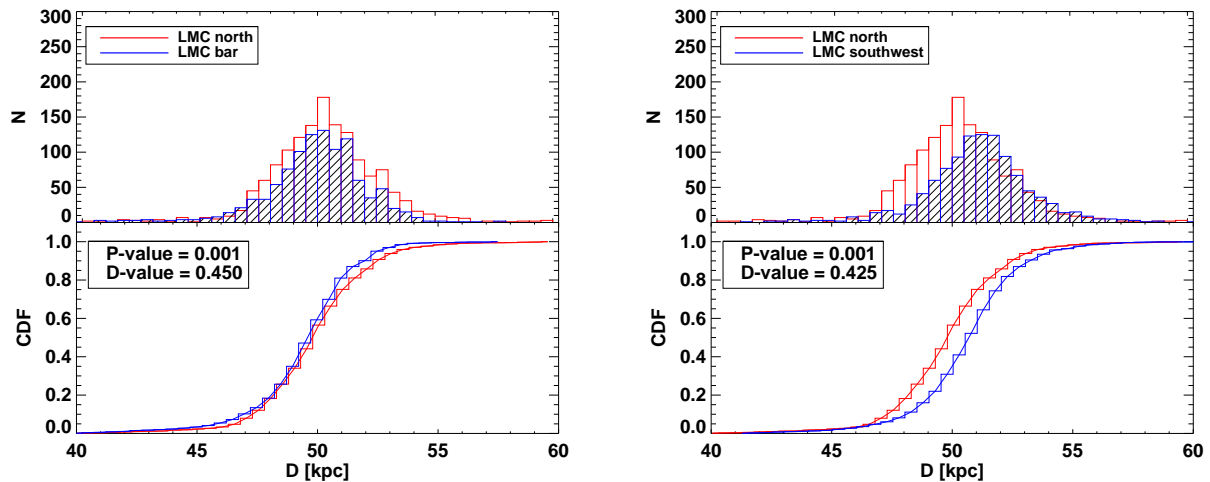 300
250
200
150
100
50
0
N
LMC north
LMC bar
1.0
0.8
0.6
0.4
0.2
0.0
CDF
P-value = 0.001
D-value = 0.450
40
45
50
55
60
D [kpc]
300
250
200
150
100
50
0
N
LMC north
LMC southwest
1.0
0.8
0.6
0.4
0.2
0.0
CDF
P-value = 0.001
D-value = 0.425
40
45
50
55
60
D [kpc]